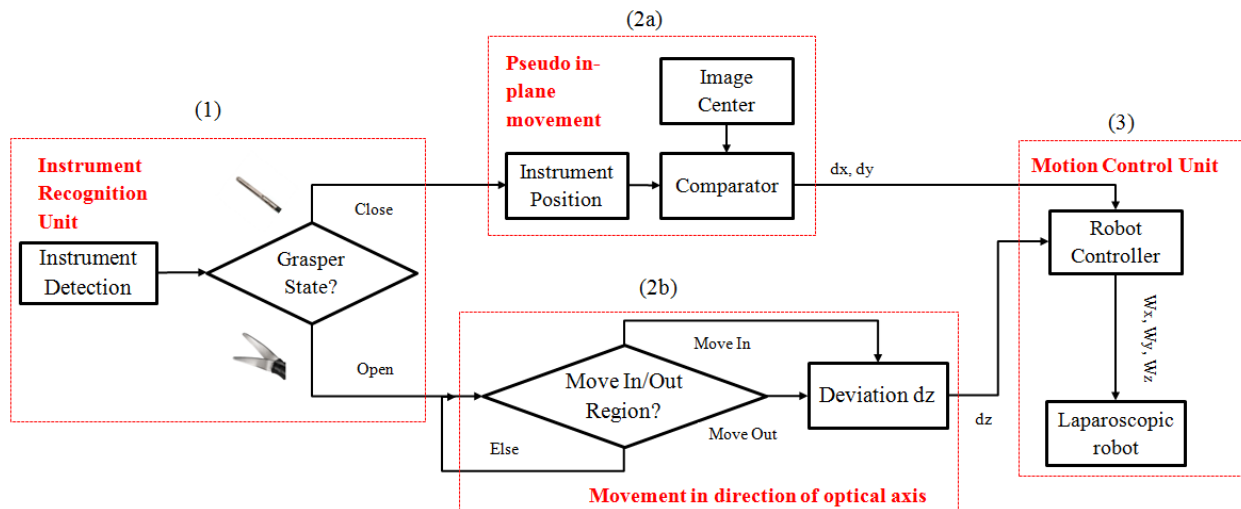 (1)
Instrument
Recognition
Unit
Instrument
Detection
Grasper
State?
Close
Open
(2a)
Pseudo in-
plane
movement
Image
Center
Instrument
Position
Comparator
dx, dy
(2b)
Move In/Out
Region?
Move In
Move Out
Else
Deviation dz
dz
Movement in direction of optical axis
(3)
Motion Control Unit
Robot
Controller
Wx, Wy, Wz
Laparoscopic
robot